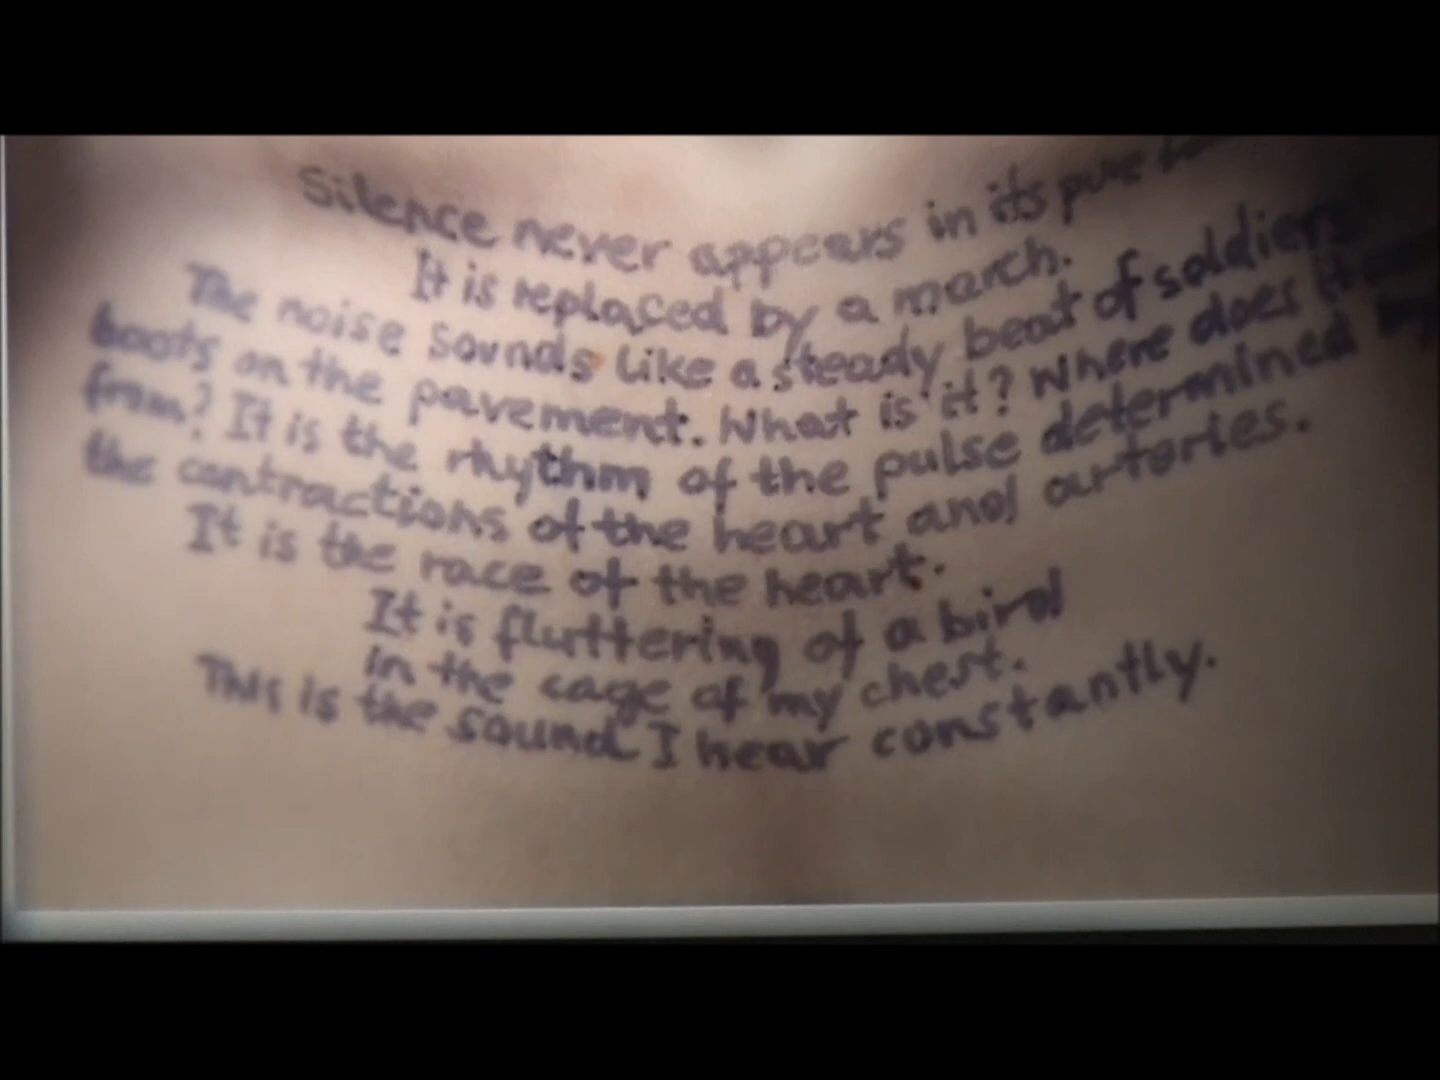 Silence never appears in its pure
It is replaced by a march.
The noise sounds like a steady beat of soldiers
boots on the pavement. What is it? Where does it
from? It is the rhythm of the pulse determined by
the contractions of the heart and arteries.
It is the race of the heart.
It is fluttering of a bird
in the cage of my chest.
This is the sound I hear constantly.